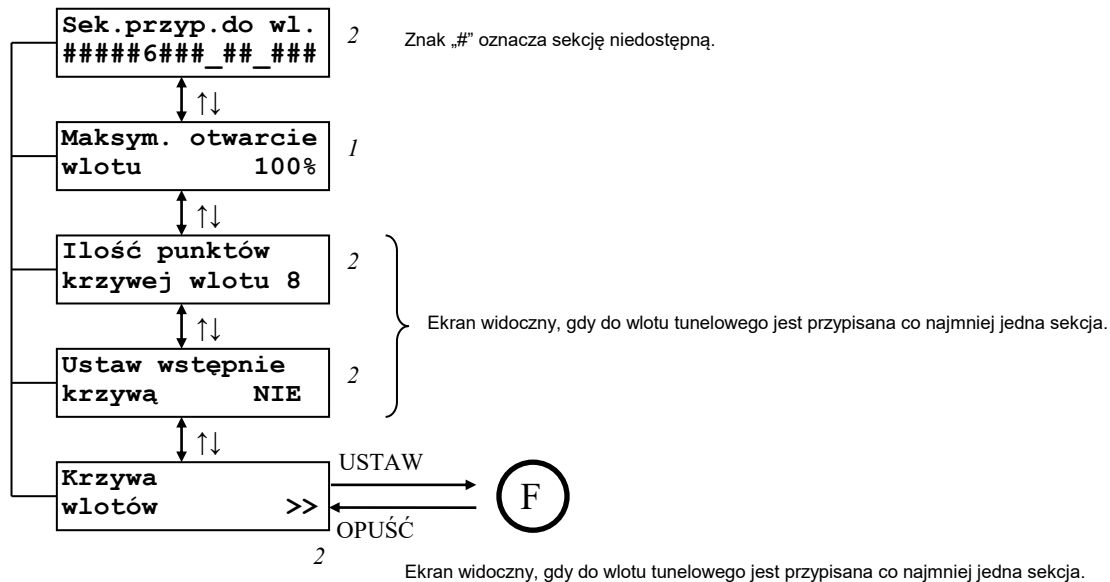 Sek.przyp.do wl.
#####6###_##_###
2
Znak „#” oznacza sekcję niedostępną.
↑↓
Maksym. otwarcie
wlotu 100%
1
↑↓
Ilość punktów
krzywej wlotu 8
2
Ekran widoczny, gdy do wlotu tunelowego jest przypisana co najmniej jedna sekcja.
↑↓
Ustaw wstępnie
krzywą NIE
2
↑↓
Krzywa
wlotów >>
USTAW
OPUŚĆ
F
2
Ekran widoczny, gdy do wlotu tunelowego jest przypisana co najmniej jedna sekcja.